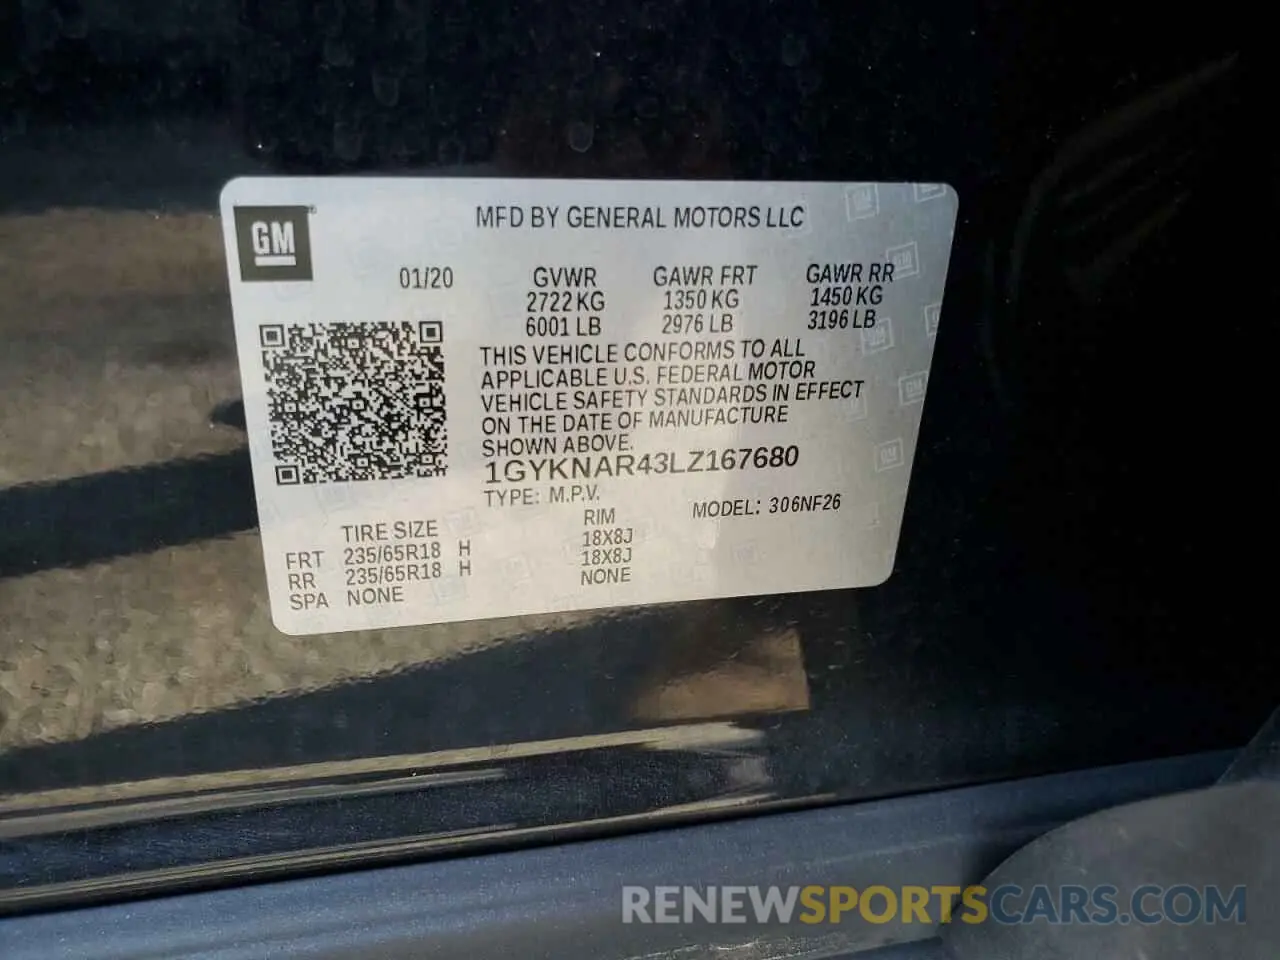 GM
MFD BY GENERAL MOTORS LLC
01/20 GVWR GAWR FRT GAWR RR
2722 KG 1350 KG 1450 KG
6001 LB 2976 LB 3196 LB
THIS VEHICLE CONFORMS TO ALL
APPLICABLE U.S. FEDERAL MOTOR
VEHICLE SAFETY STANDARDS IN EFFECT
ON THE DATE OF MANUFACTURE
SHOWN ABOVE.
1GYKNAR43LZ167680
TYPE: M.P.V. MODEL: 306NF26
TIRE SIZE RIM
FRT 235/65R18 H 18X8J
RR 235/65R18 H 18X8J
SPA NONE NONE
RENEWSPORTSCARS.COM